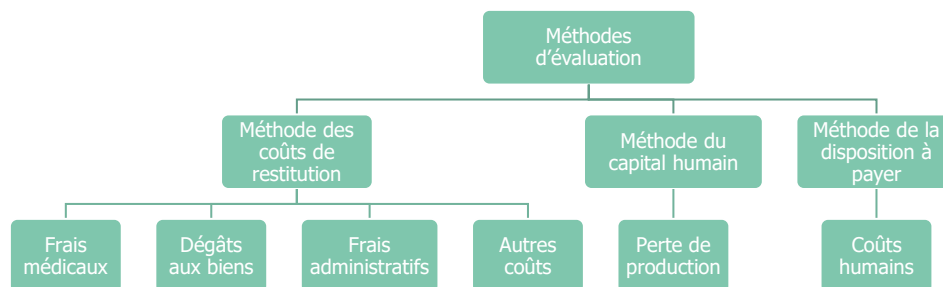 Méthodes
d’évaluation
Méthode des
coûts de
restitution
Méthode du
capital humain
Méthode de la
disposition à
payer
Frais
médicaux
Dégâts
aux biens
Frais
administratifs
Autres
coûts
Perte de
production
Coûts
humains